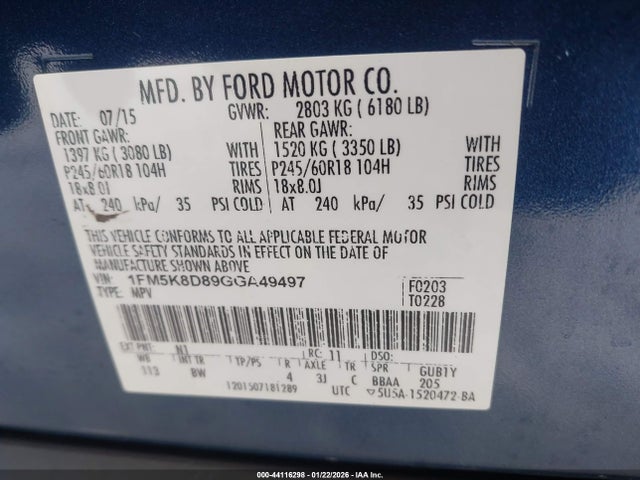 MFD. BY FORD MOTOR CO.
DATE: 07/15 GVWR: 2803 KG ( 6180 LB)
FRONT GAWR: REAR GAWR:
1397 KG ( 3080 LB) WITH 1520 KG ( 3350 LB) WITH
P245/60R18 104H TIRES P245/60R18 104H TIRES
18x8.0J RIMS 18x8.0J RIMS
AT 240 kPa/ 35 PSI COLD AT 240 kPa/ 35 PSI COLD
THIS VEHICLE CONFORMS TO ALL APPLICABLE FEDERAL MOTOR
VEHICLE SAFETY STANDARDS IN EFFECT ON THE DATE OF
MANUFACTURE SHOWN ABOVE.
VIN: 1FM5K8D89GGA49497 F0203
TYPE: MPV T0228
EXT PNT: N1 RC: 11 DSO:
WB INT TR TP/PS R AXLE TR SPR GUB1Y
113 BW 4 3J C BBAA 205
1201507181289 UTC 5U5A-1520472-BA
000-44116298 - 01/22/2026 - IAA Inc.